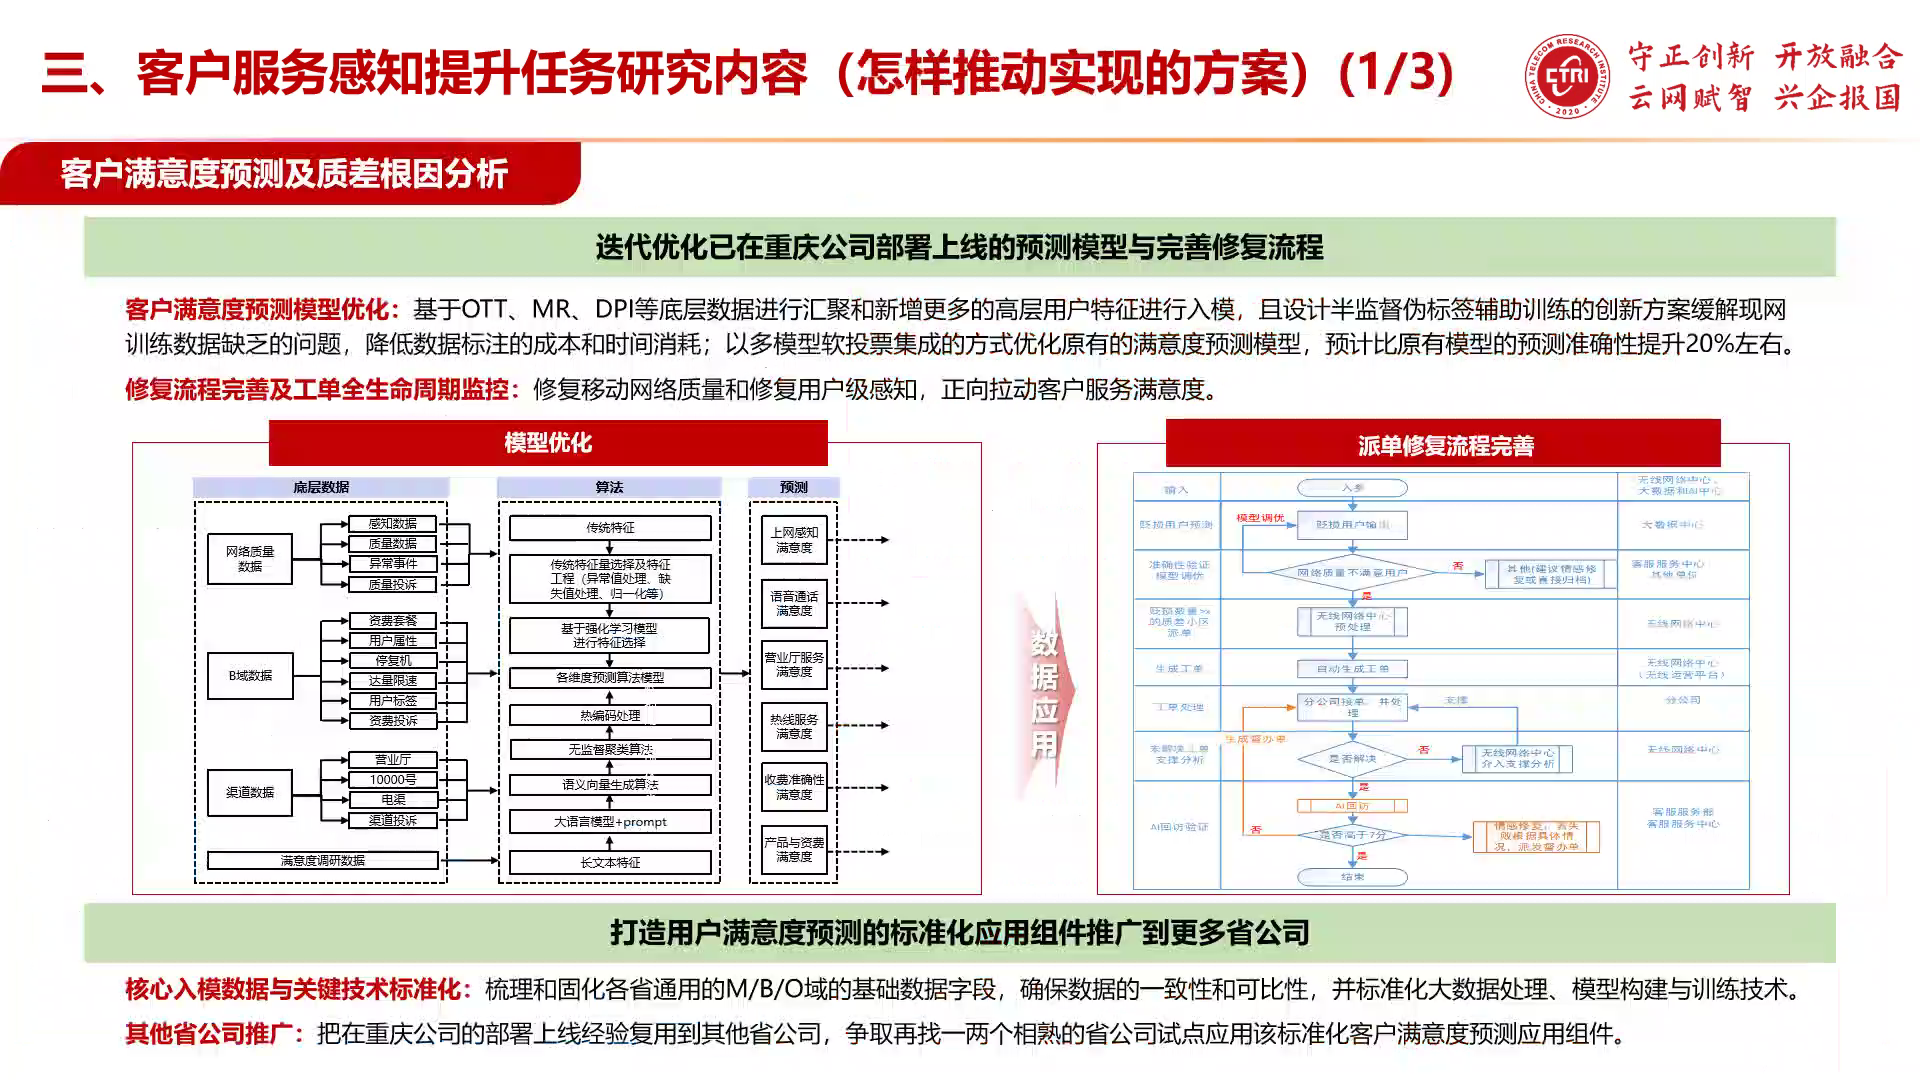 三、客户服务感知提升任务研究内容（怎样推动实现的方案）(1/3)
CHINA TELECOM RESEARCH INSTITUTE
CTRI
2020
守正创新 开放融合
云网赋智 兴企报国
客户满意度预测及质差根因分析
迭代优化已在重庆公司部署上线的预测模型与完善修复流程
客户满意度预测模型优化：基于OTT、MR、DPI等底层数据进行汇聚和新增更多的高层用户特征进行入模，且设计半监督伪标签辅助训练的创新方案缓解现网
训练数据缺乏的问题，降低数据标注的成本和时间消耗；以多模型软投票集成的方式优化原有的满意度预测模型，预计比原有模型的预测准确性提升20%左右。
修复流程完善及工单全生命周期监控：修复移动网络质量和修复用户级感知，正向拉动客户服务满意度。
模型优化
底层数据
网络质量
数据
感知数据
质量数据
异常事件
质量投诉
B域数据
资费套餐
用户属性
停复机
达量限速
用户标签
资费投诉
渠道数据
营业厅
10000号
电渠
渠道投诉
满意度调研数据
算法
传统特征
传统特征量选择及特征
工程（异常值处理、缺
失值处理、归一化等）
基于强化学习模型
进行特征选择
各维度预测算法模型
热编码处理
无监督聚类算法
语义向量生成算法
大语言模型+prompt
长文本特征
预测
上网感知
满意度
语音通话
满意度
营业厅服务
满意度
热线服务
满意度
收费准确性
满意度
产品与资费
满意度
数据应用
派单修复流程完善
输入
入参
无线网络中心、
大数据和AI中心
贬损用户预测
模型调优
贬损用户输出
大数据中心
准确性验证
模型调优
网络质量不满意用户
否
其他(建议情感修
复或直接归档)
客服服务中心
其他单位
是
的质差小区
派单
无线网络中心
预处理
无线网络中心
生成工单
自动生成工单
无线网络中心
（无线运营平台）
工单处理
分公司接单，并处
理
支撑
分公司
生成督办单
未解决工单
支撑分析
是否解决
否
无线网络中心
介入支撑分析
无线网络中心
是
AI回访验证
AI回访
否
是否高于7分
情感修复，若失
败根据具体情
况，派发督办单
客服服务部
客服服务中心
是
结束
打造用户满意度预测的标准化应用组件推广到更多省公司
核心入模数据与关键技术标准化：梳理和固化各省通用的M/B/O域的基础数据字段，确保数据的一致性和可比性，并标准化大数据处理、模型构建与训练技术。
其他省公司推广：把在重庆公司的部署上线经验复用到其他省公司，争取再找一两个相熟的省公司试点应用该标准化客户满意度预测应用组件。